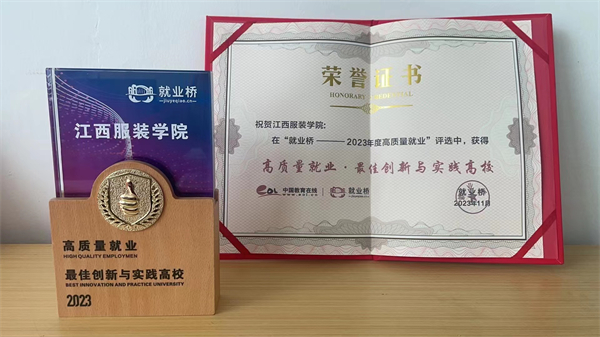 就业桥
jiuyeqiao.cn
江西服装学院
高质量就业
HIGH QUALITY EMPLOYMEN
最佳创新与实践高校
BEST INNOVATION AND PRACTICE UNIVERSITY
2023
荣誉证书
HONORARY
祝贺江西服装学院:
在“就业桥——2023年度高质量就业”评选中，获得
高质量就业·最佳创新与实践高校
中国教育在线
就业桥
就业桥
2023年11月